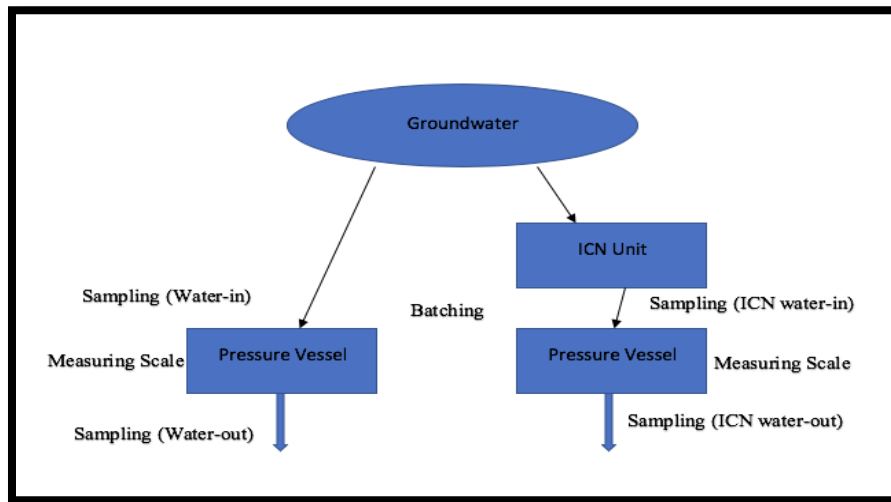 Groundwater
ICN Unit
Sampling (Water-in)
Sampling (ICN water-in)
Batching
Pressure Vessel
Pressure Vessel
Measuring Scale
Measuring Scale
Sampling (ICN water-out)
Sampling (Water-out)